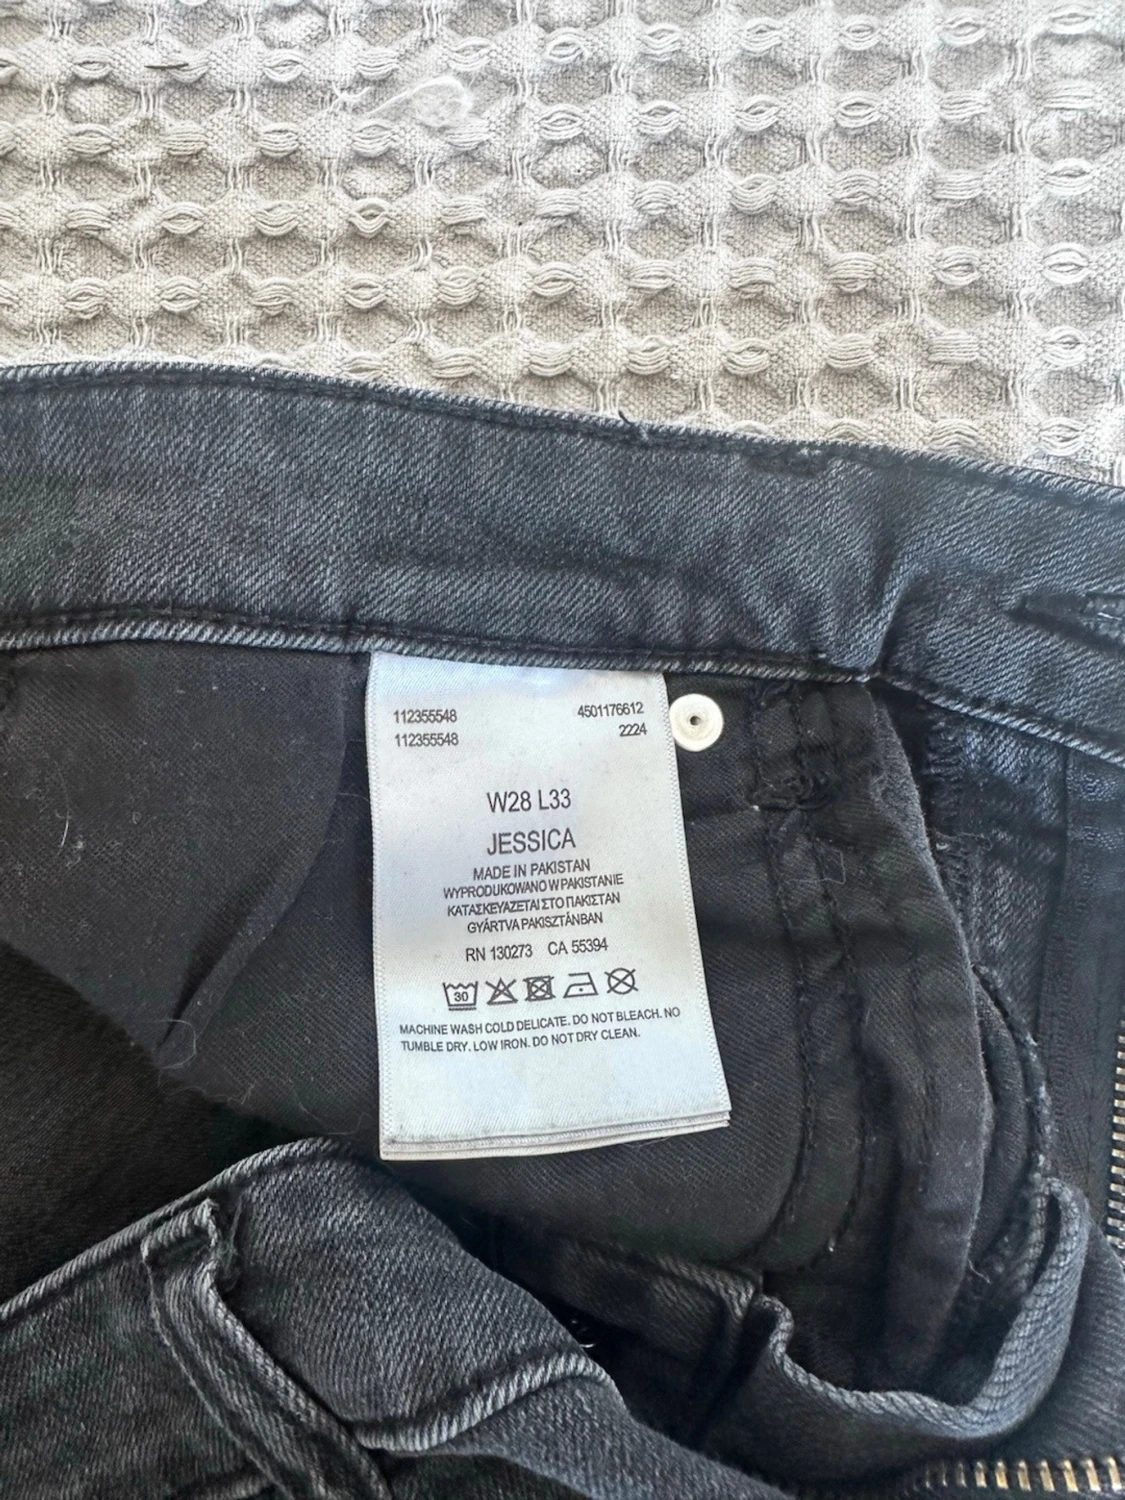 112355548 4501176612
112355548 2224
W28 L33
JESSICA
MADE IN PAKISTAN
WYPRODUKOWANO W PAKISTANIE
ΚΑΤΑΣΚΕΥΑΖΕΤΑΙ ΣΤΟ ΠΑΚΙΣΤΑΝ
GYÁRTVA PAKISZTÁNBAN
RN 130273 CA 55394
30
MACHINE WASH COLD DELICATE. DO NOT BLEACH. NO
TUMBLE DRY. LOW IRON. DO NOT DRY CLEAN.